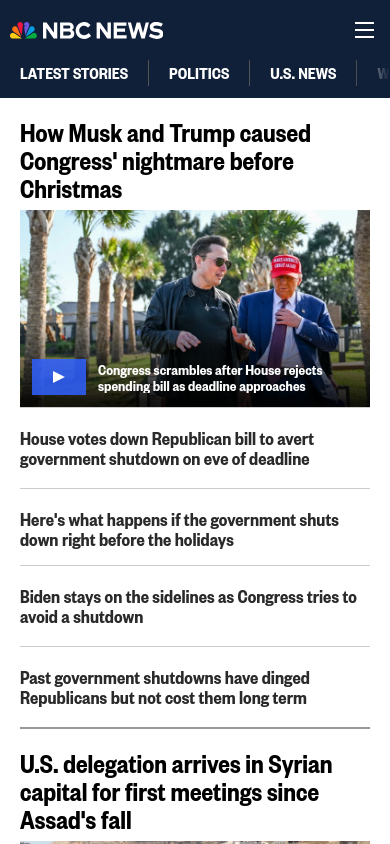 NBC NEWS
LATEST STORIES
POLITICS
U.S. NEWS
How Musk and Trump caused
Congress' nightmare before
Christmas
Congress scrambles after House rejects
spending bill as deadline approaches
House votes down Republican bill to avert
government shutdown on eve of deadline
Here's what happens if the government shuts
down right before the holidays
Biden stays on the sidelines as Congress tries to
avoid a shutdown
Past government shutdowns have dinged
Republicans but not cost them long term
U.S. delegation arrives in Syrian
capital for first meetings since
Assad's fall